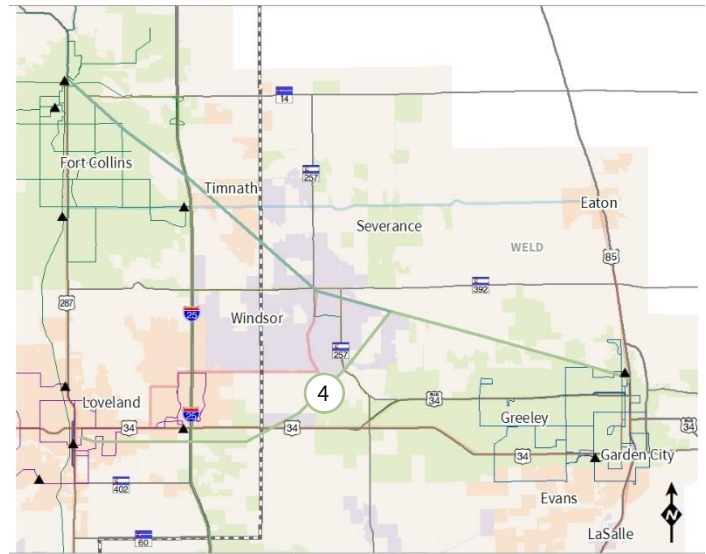 14
Fort Collins
257
Timnath
Eaton
Severance
WELD
85
392
287
25
Windsor
257
4
Loveland
25
34
Greeley
34
34
34
Garden City
402
Evans
N
60
LaSalle